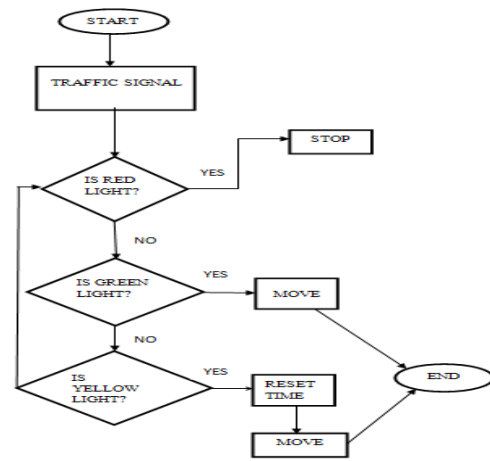 START
TRAFFIC SIGNAL
STOP
YES
IS RED
LIGHT?
NO
YES
IS GREEN
LIGHT?
MOVE
NO
YES
IS
YELLOW
LIGHT?
RESET
TIME
END
MOVE